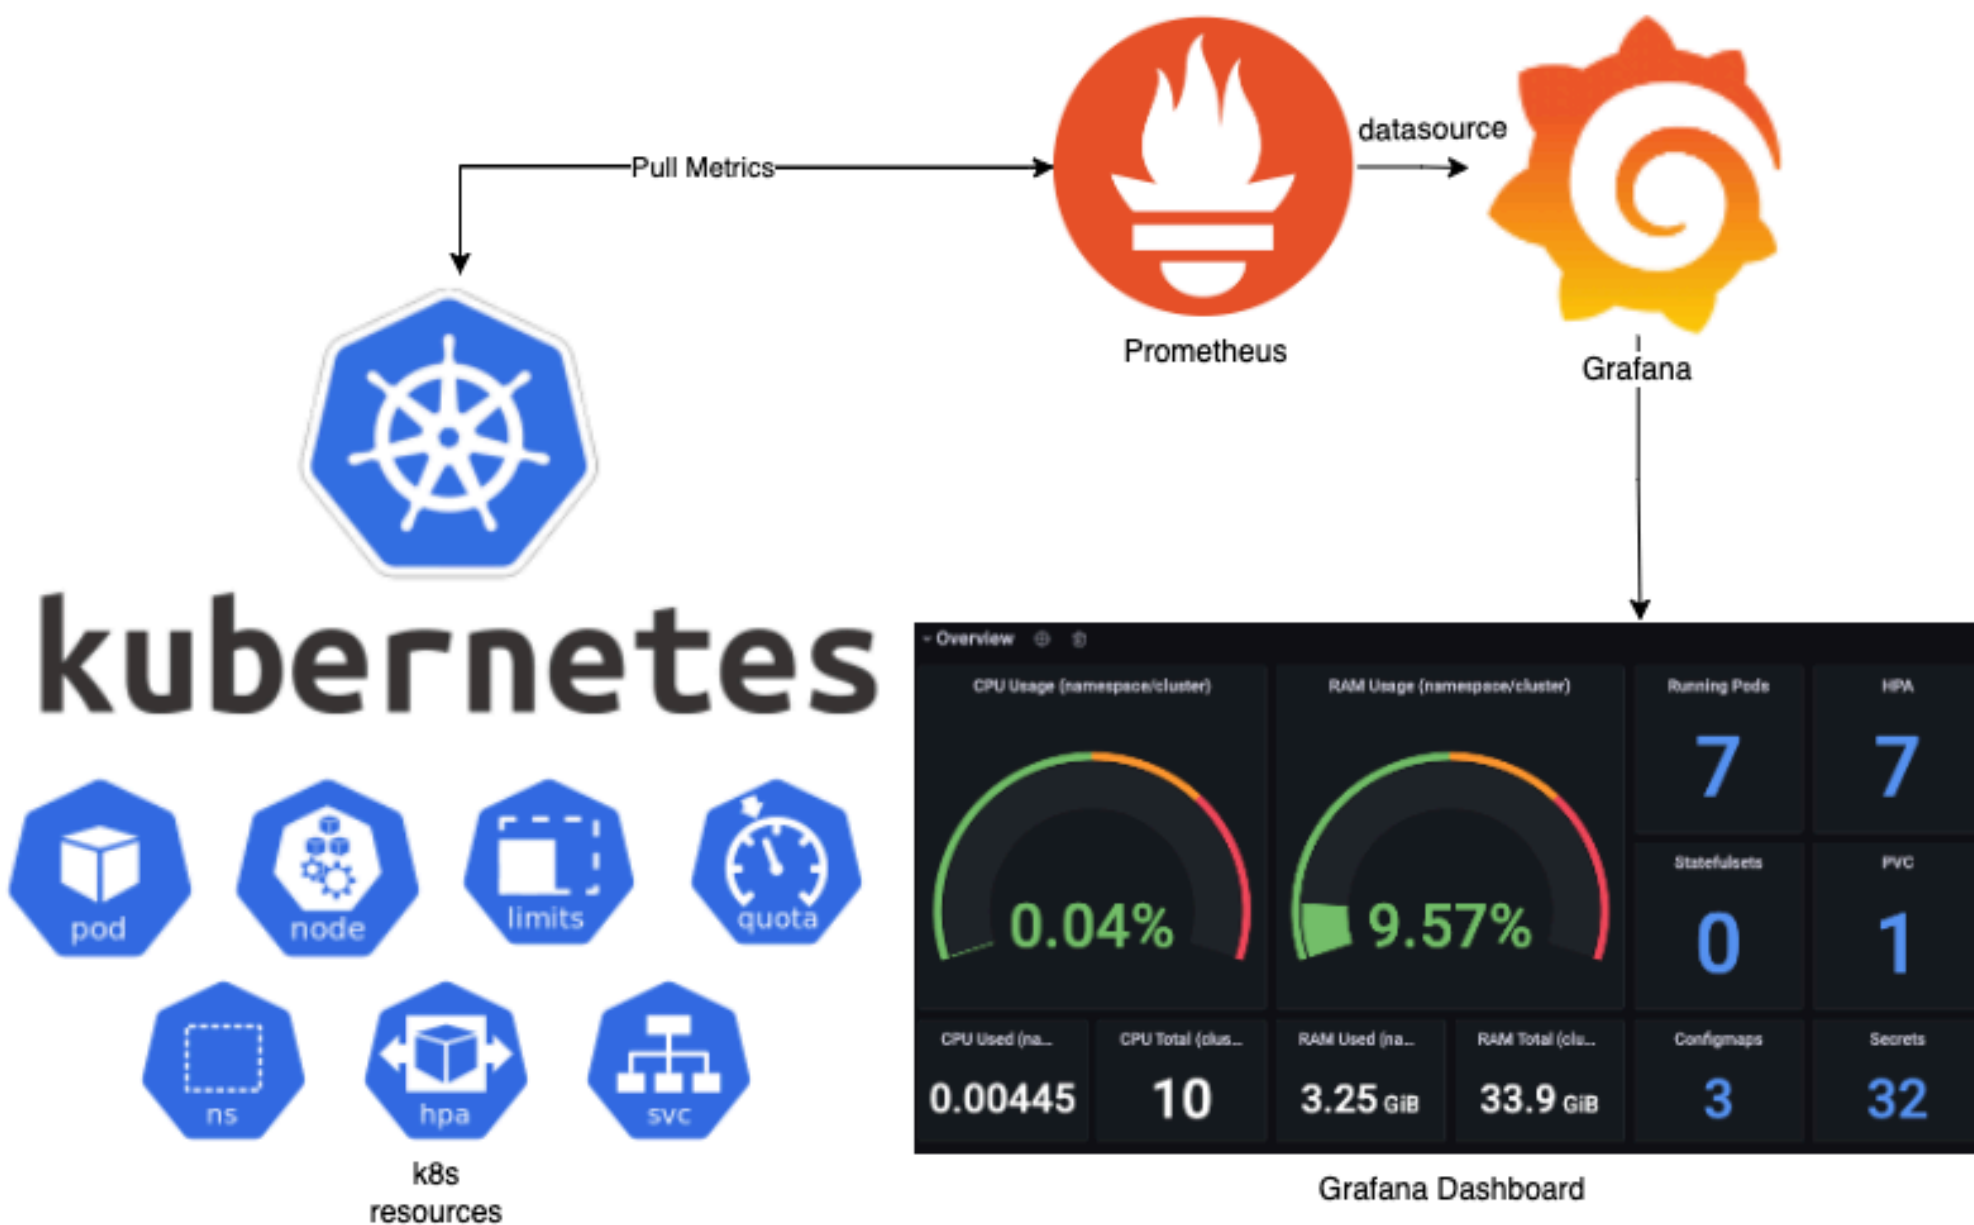 datasource
Pull Metrics
Prometheus
Grafana
kubernetes
pod
node
limits
quota
ns
hpa
svc
k8s
resources
Overview
CPU Usage (namespace/cluster)
RAM Usage (namespace/cluster)
Running Pods
HPA
7
7
0.04%
9.57%
Statefulsets
PVC
0
1
CPU Used (na...
CPU Total (clus...
RAM Used (na...
RAM Total (clu...
Configmaps
Secrets
0.00445
10
3.25 GiB
33.9 GiB
3
32
Grafana Dashboard